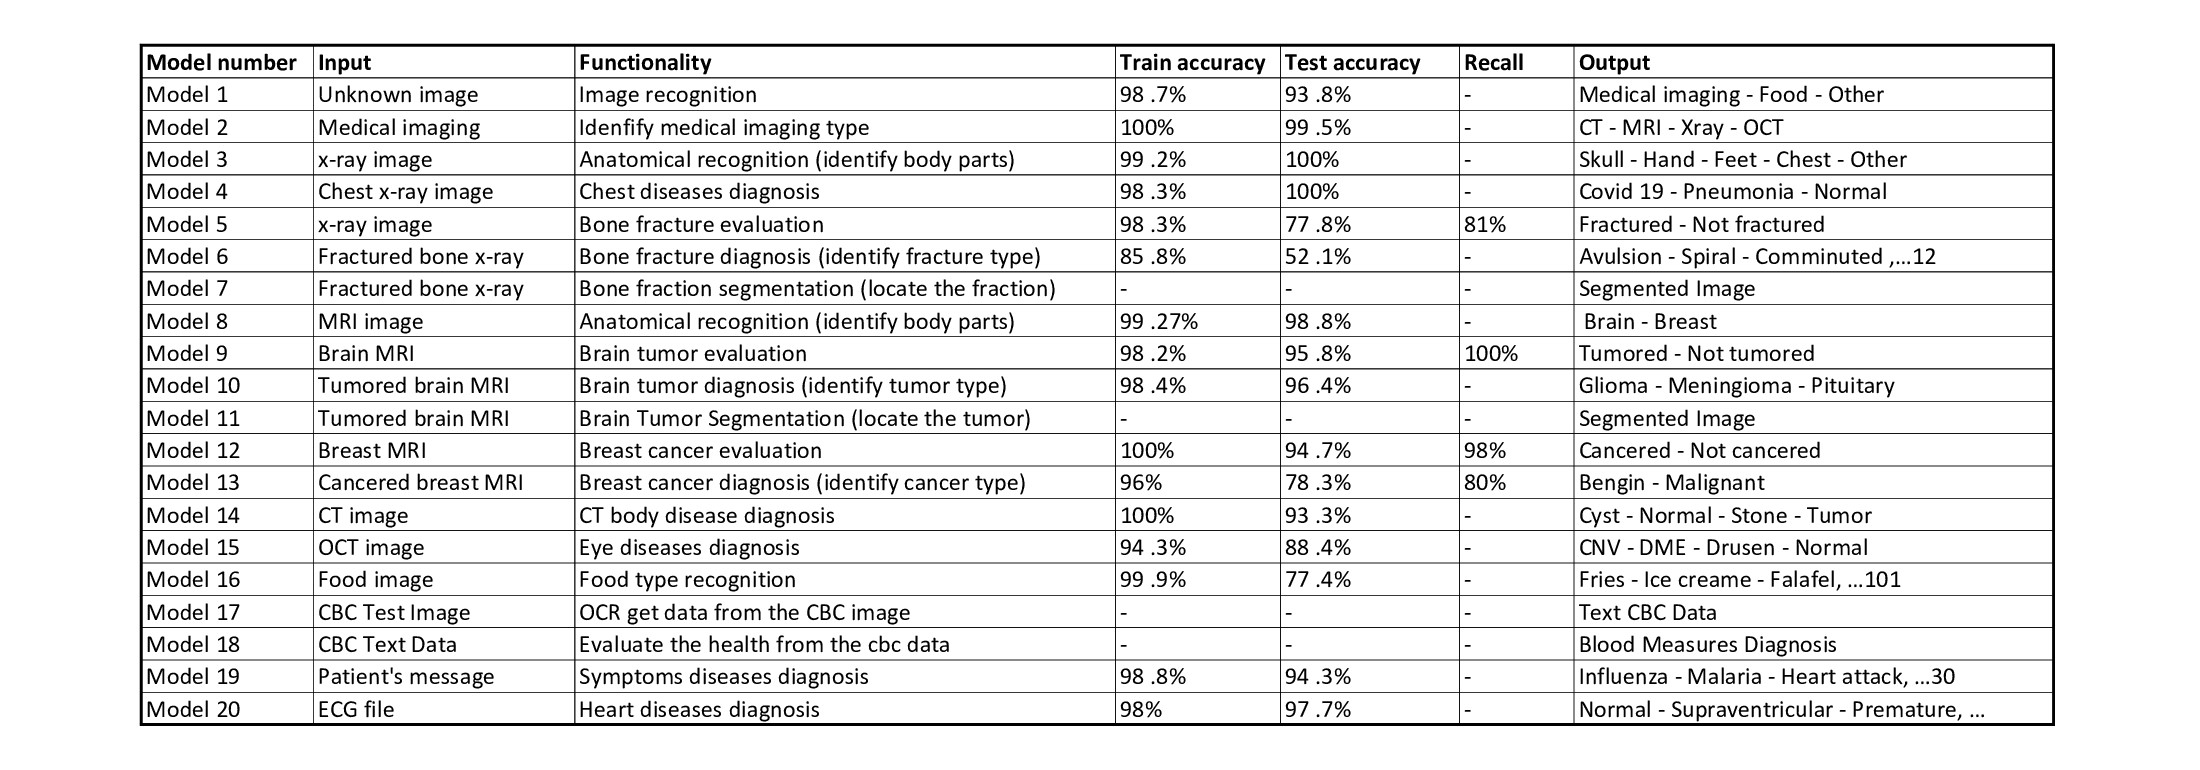 Model number Input Functionality Train accuracy Test accuracy Recall Output
Model 1 Unknown image Image recognition 98 .7% 93 .8% - Medical imaging - Food - Other
Model 2 Medical imaging Idenfify medical imaging type 100% 99 .5% - CT - MRI - Xray - OCT
Model 3 x-ray image Anatomical recognition (identify body parts) 99 .2% 100% - Skull - Hand - Feet - Chest - Other
Model 4 Chest x-ray image Chest diseases diagnosis 98 .3% 100% - Covid 19 - Pneumonia - Normal
Model 5 x-ray image Bone fracture evaluation 98 .3% 77 .8% 81% Fractured - Not fractured
Model 6 Fractured bone x-ray Bone fracture diagnosis (identify fracture type) 85 .8% 52 .1% - Avulsion - Spiral - Comminuted ,...12
Model 7 Fractured bone x-ray Bone fraction segmentation (locate the fraction) - - - Segmented Image
Model 8 MRI image Anatomical recognition (identify body parts) 99 .27% 98 .8% - Brain - Breast
Model 9 Brain MRI Brain tumor evaluation 98 .2% 95 .8% 100% Tumored - Not tumored
Model 10 Tumored brain MRI Brain tumor diagnosis (identify tumor type) 98 .4% 96 .4% - Glioma - Meningioma - Pituitary
Model 11 Tumored brain MRI Brain Tumor Segmentation (locate the tumor) - - - Segmented Image
Model 12 Breast MRI Breast cancer evaluation 100% 94 .7% 98% Cancered - Not cancered
Model 13 Cancered breast MRI Breast cancer diagnosis (identify cancer type) 96% 78 .3% 80% Bengin - Malignant
Model 14 CT image CT body disease diagnosis 100% 93 .3% - Cyst - Normal - Stone - Tumor
Model 15 OCT image Eye diseases diagnosis 94 .3% 88 .4% - CNV - DME - Drusen - Normal
Model 16 Food image Food type recognition 99 .9% 77 .4% - Fries - Ice creame - Falafel, ...101
Model 17 CBC Test Image OCR get data from the CBC image - - - Text CBC Data
Model 18 CBC Text Data Evaluate the health from the cbc data - - - Blood Measures Diagnosis
Model 19 Patient's message Symptoms diseases diagnosis 98 .8% 94 .3% - Influenza - Malaria - Heart attack, ...30
Model 20 ECG file Heart diseases diagnosis 98% 97 .7% - Normal - Supraventricular - Premature, ...